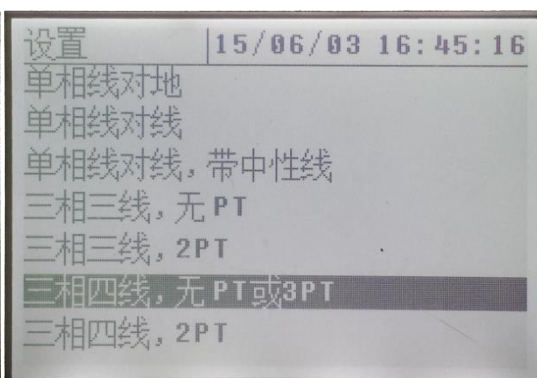 设置 15/06/03 16:45:16
单相线对地
单相线对线
单相线对线，带中性线
三相三线，无PT
三相三线，2PT
三相四线，无PT或3PT
三相四线，2PT